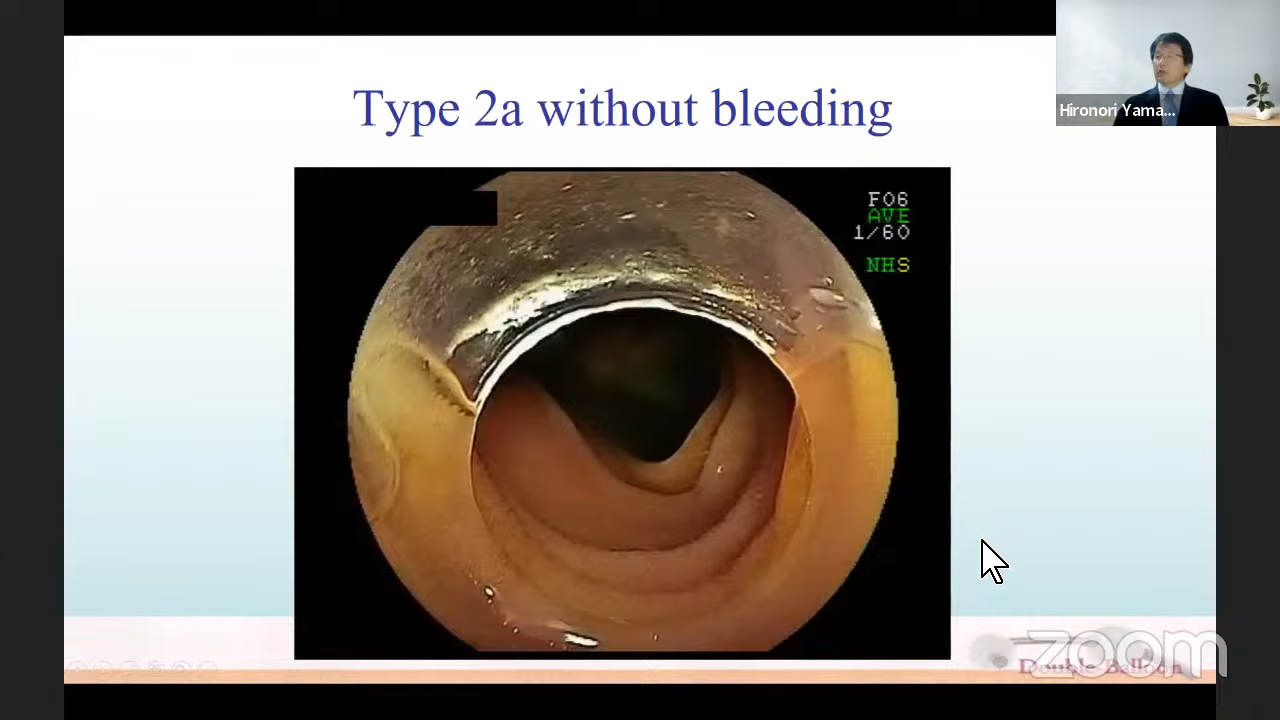 Type 2a without bleeding
Hironori Yama...
F06
AVE
1/60
NHS
zoom
Double Balloon